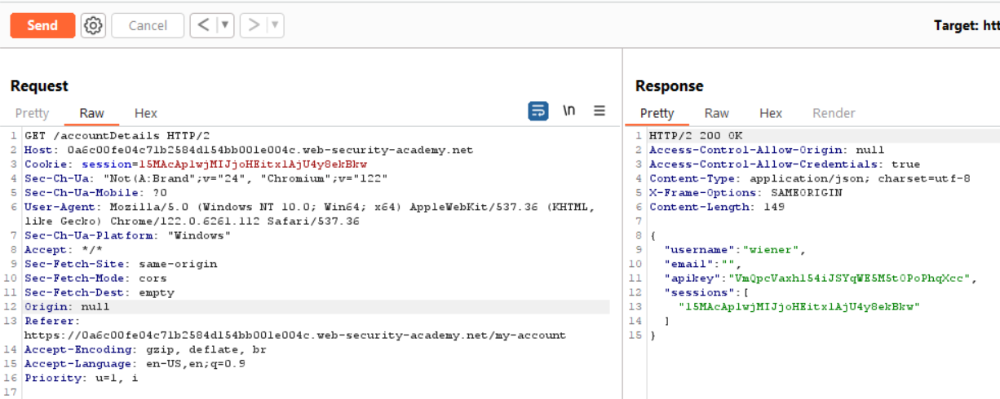 Send
Cancel
<
>
Target: htt
Request
Pretty Raw Hex
\n
1 GET /accountDetails HTTP/2
2 Host: 0a6c00fe04c71b2584d154bb001e004c.web-security-academy.net
3 Cookie: session=15MAcAplwjMIJjoHEitxlAjU4y8ekBkw
4 Sec-Ch-Ua: "Not(A:Brand";v="24", "Chromium";v="122"
5 Sec-Ch-Ua-Mobile: ?0
6 User-Agent: Mozilla/5.0 (Windows NT 10.0; Win64; x64) AppleWebKit/537.36 (KHTML,
like Gecko) Chrome/122.0.6261.112 Safari/537.36
7 Sec-Ch-Ua-Platform: "Windows"
8 Accept: */*
9 Sec-Fetch-Site: same-origin
10 Sec-Fetch-Mode: cors
11 Sec-Fetch-Dest: empty
12 Origin: null
13 Referer:
https://0a6c00fe04c71b2584d154bb001e004c.web-security-academy.net/my-account
14 Accept-Encoding: gzip, deflate, br
15 Accept-Language: en-US,en;q=0.9
16 Priority: u=1, i
17
Response
Pretty Raw Hex Render
1 HTTP/2 200 OK
2 Access-Control-Allow-Origin: null
3 Access-Control-Allow-Credentials: true
4 Content-Type: application/json; charset=utf-8
5 X-Frame-Options: SAMEORIGIN
6 Content-Length: 149
7
8 {
9 "username":"wiener",
10 "email":"",
11 "apikey":"VmQpcVaxhl54iJSYqWE5M5t0PoPhqXcc",
12 "sessions":[
13 "15MAcAplwjMIJjoHEitxlAjU4y8ekBkw"
14 ]
15 }